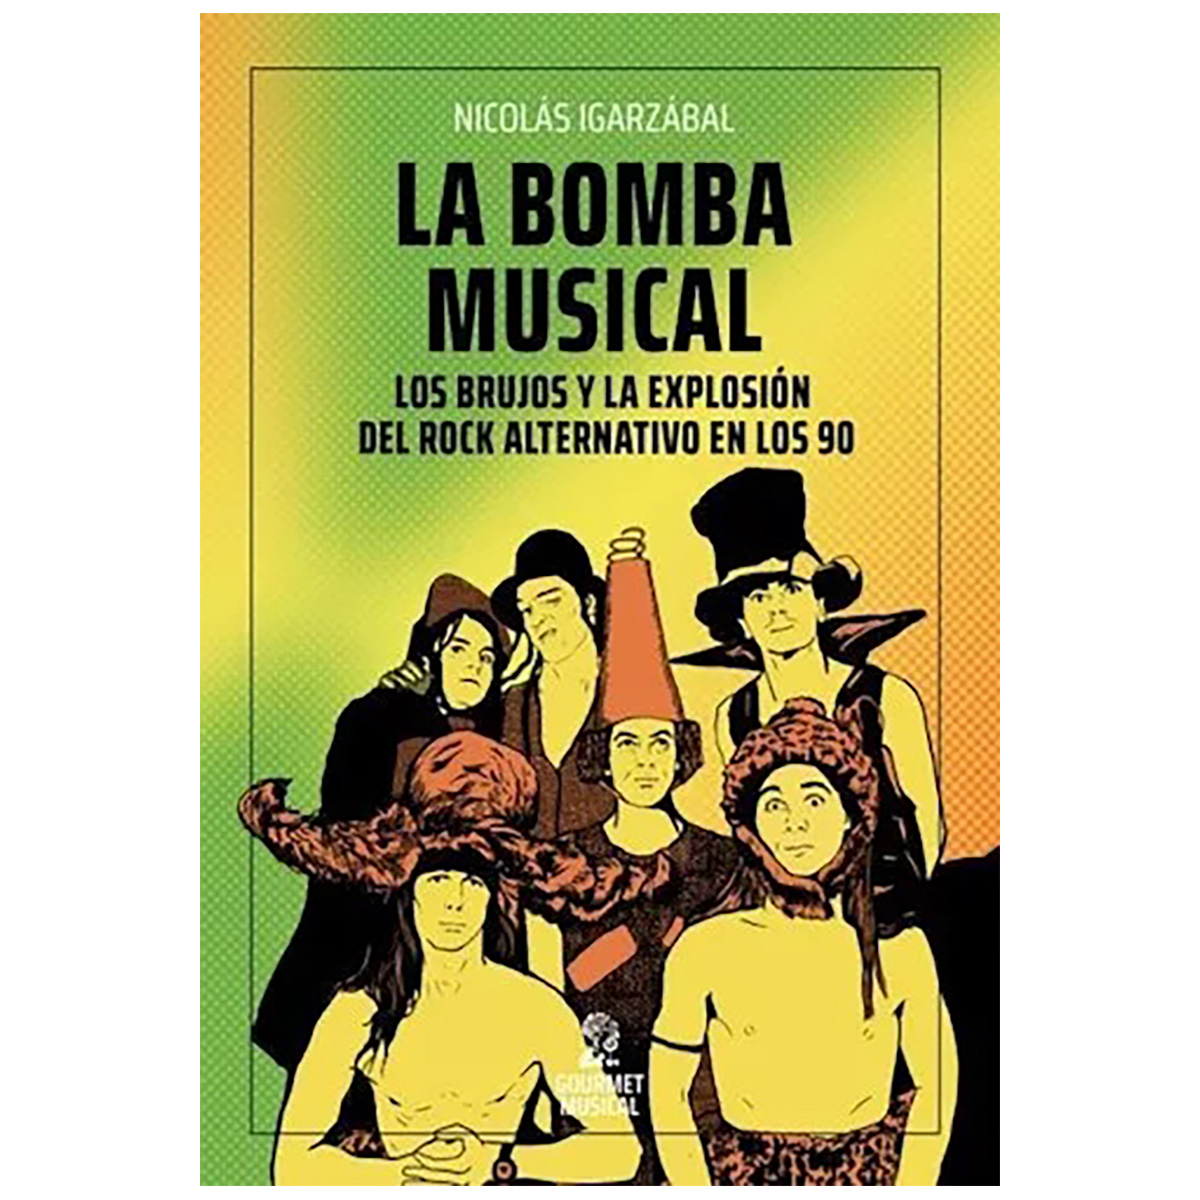 NICOLÁS IGARZÁBAL
LA BOMBA
MUSICAL
LOS BRUJOS Y LA EXPLOSIÓN
DEL ROCK ALTERNATIVO EN LOS 90
GOURMET
MUSICAL